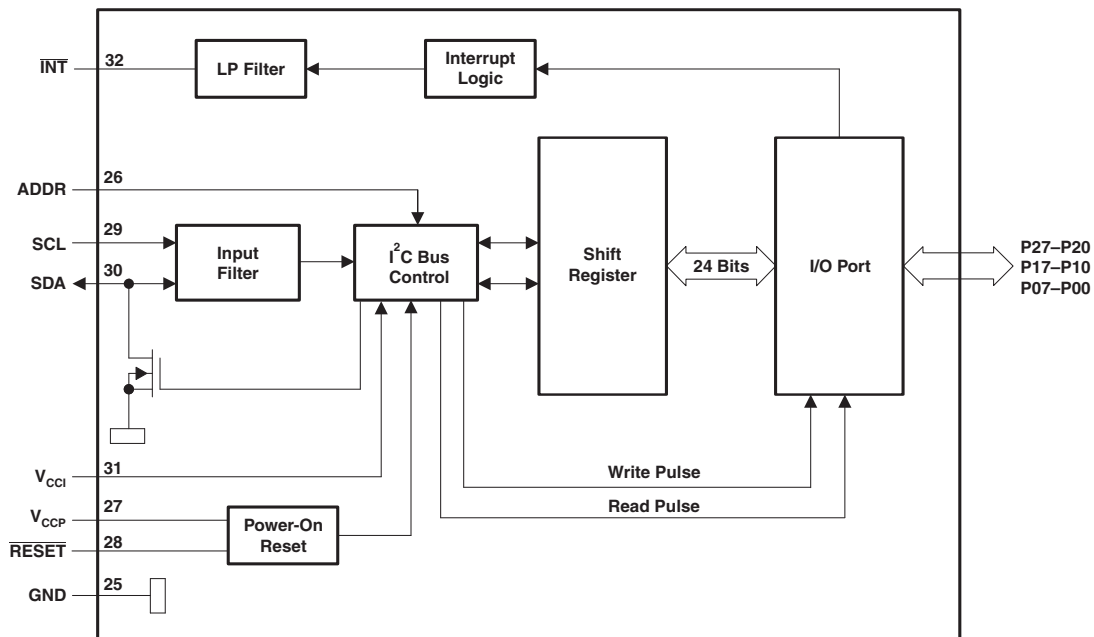 INT
32
LP Filter
Interrupt
Logic
ADDR
26
SCL
29
SDA
30
Input
Filter
I²C Bus
Control
Shift
Register
24 Bits
I/O Port
P27–P20
P17–P10
P07–P00
V_CCI
31
Write Pulse
V_CCP
27
Read Pulse
RESET
28
Power-On
Reset
GND
25